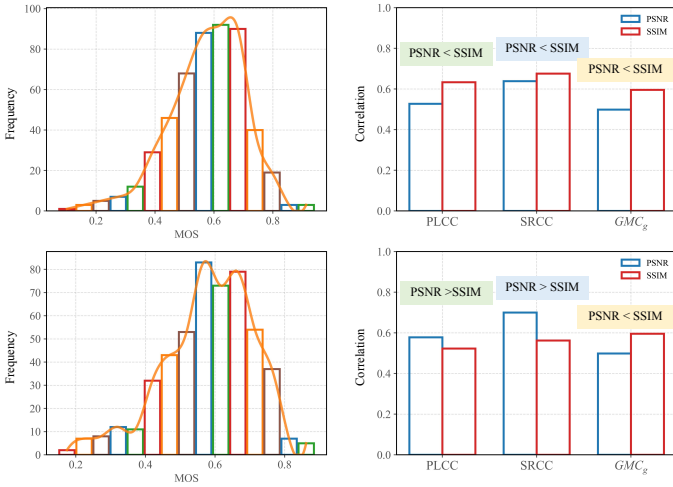 100
80
60
40
20
0
Frequency
0.2 0.4 0.6 0.8
MOS
1.0
0.8
0.6
0.4
0.2
0.0
Correlation
PSNR
SSIM
PSNR < SSIM
PSNR < SSIM
PSNR < SSIM
PLCC SRCC GMCg
80
70
60
50
40
30
20
10
0
Frequency
0.2 0.4 0.6 0.8
MOS
1.0
0.8
0.6
0.4
0.2
0.0
Correlation
PSNR
SSIM
PSNR >SSIM
PSNR > SSIM
PSNR < SSIM
PLCC SRCC GMCg